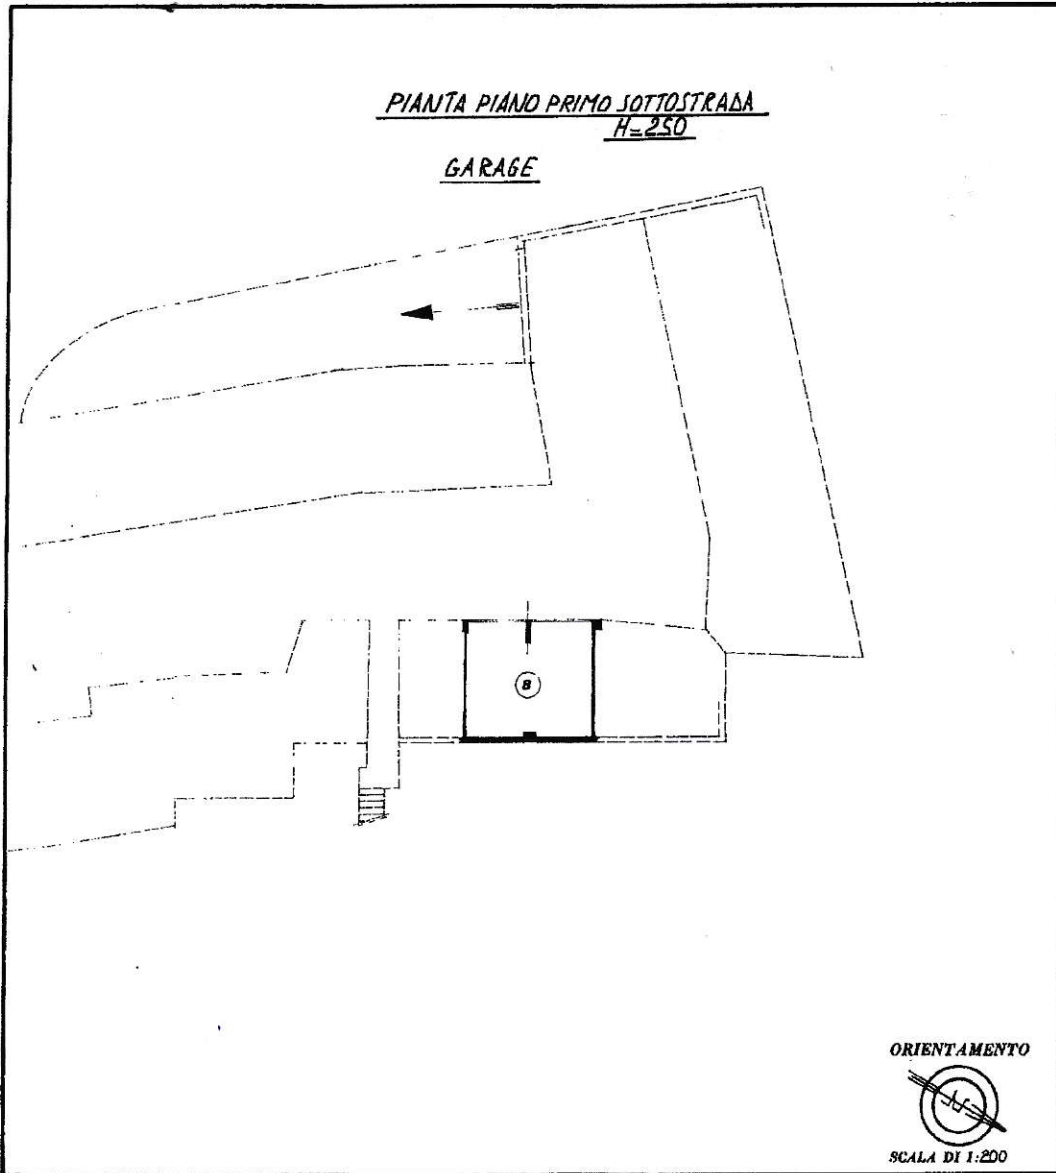 PIANTA PIANO PRIMO SOTTOSTRADA
H=250
GARAGE
8
ORIENTAMENTO
N
SCALA DI 1:200